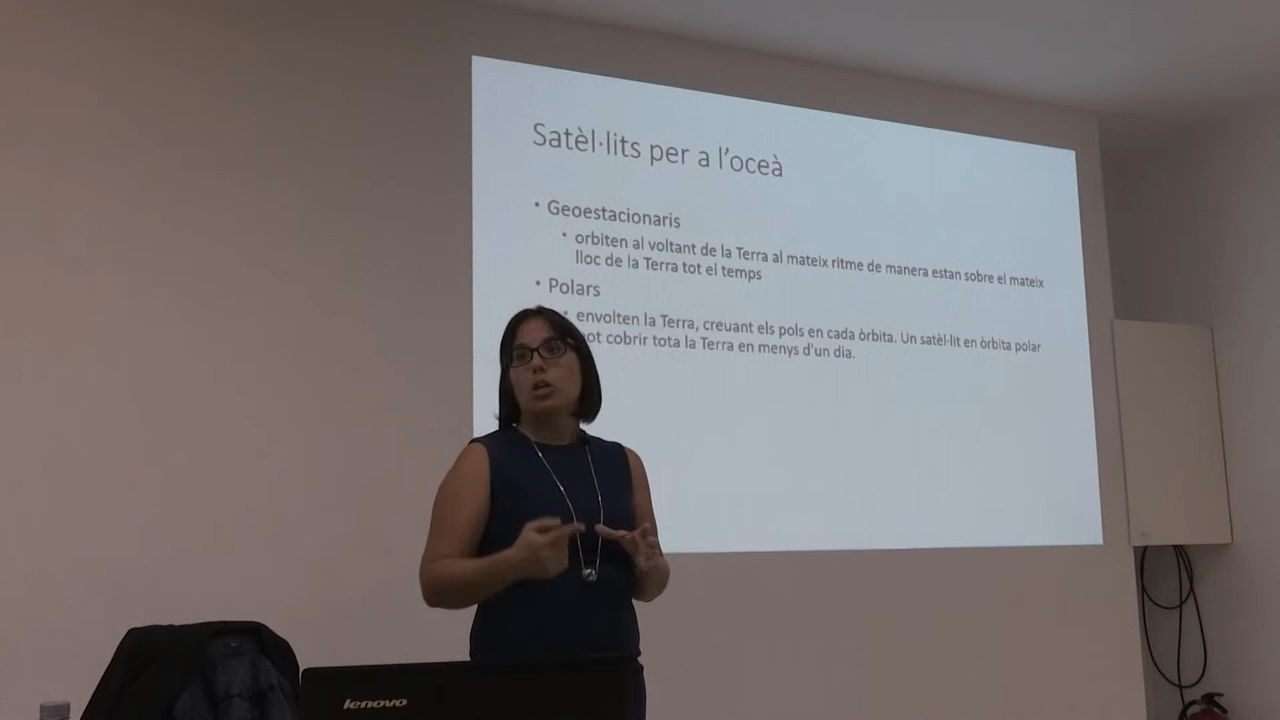 Satèl·lits per a l'oceà
• Geoestacionaris
• orbiten al voltant de la Terra al mateix ritme de manera estan sobre el mateix
lloc de la Terra tot el temps
• Polars
• envolten la Terra, creuant els pols en cada òrbita. Un satèl·lit en òrbita polar
cobrir tota la Terra en menys d'un dia.
lenovo